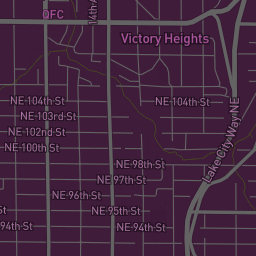 QFC
14th A
Victory Heights
NE 104th St
NE 104th St
NE 103rd St
NE 102nd St
NE 100th St
NE 98th St
NE 97th St
NE 96th St
NE 95th St
94th St
NE 94th St
Lake City Way NE